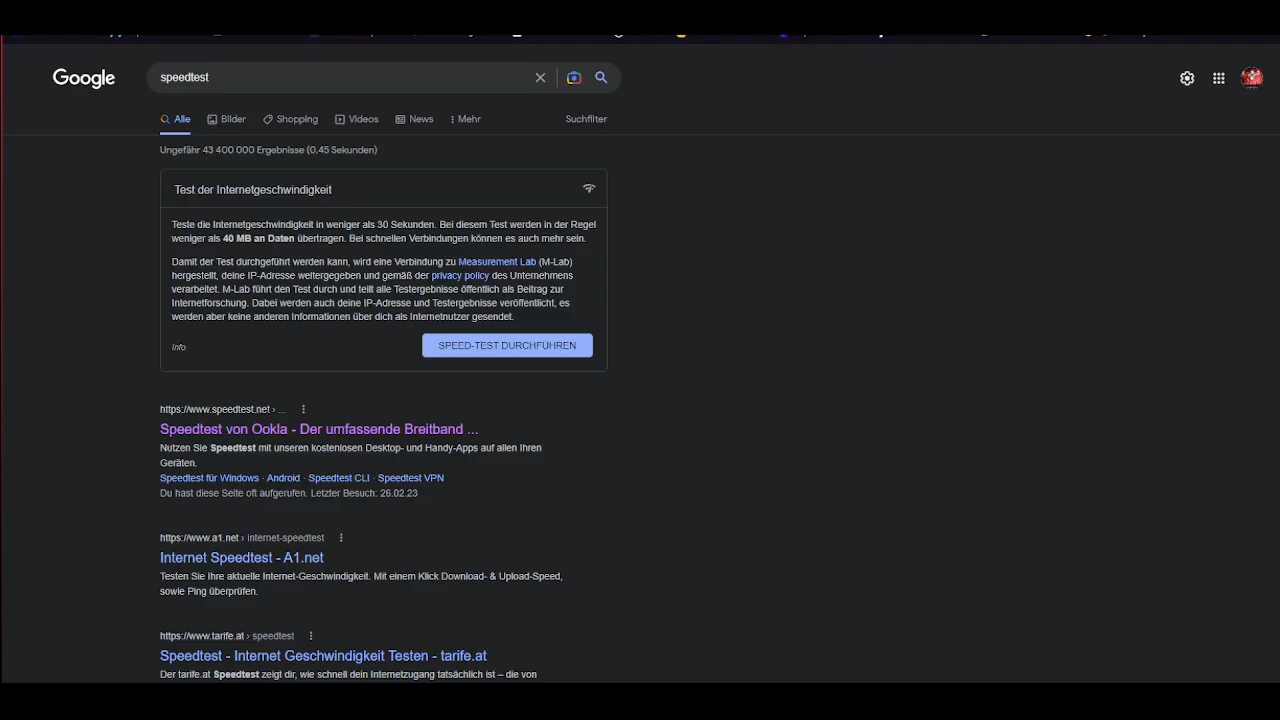 Google
speedtest
Alle Bilder Shopping Videos News Mehr Suchfilter
Ungefähr 43 400 000 Ergebnisse (0,45 Sekunden)
Test der Internetgeschwindigkeit
Teste die Internetgeschwindigkeit in weniger als 30 Sekunden. Bei diesem Test werden in der Regel
weniger als 40 MB an Daten übertragen. Bei schnellen Verbindungen können es auch mehr sein.
Damit der Test durchgeführt werden kann, wird eine Verbindung zu Measurement Lab (M-Lab)
hergestellt, deine IP-Adresse weitergegeben und gemäß der privacy policy des Unternehmens
verarbeitet. M-Lab führt den Test durch und teilt alle Testergebnisse öffentlich als Beitrag zur
Internetforschung. Dabei werden auch deine IP-Adresse und Testergebnisse veröffentlicht, es
werden aber keine anderen Informationen über dich als Internetnutzer gesendet.
Info
SPEED-TEST DURCHFÜHREN
https://www.speedtest.net › ...
Speedtest von Ookla - Der umfassende Breitband ...
Nutzen Sie Speedtest mit unseren kostenlosen Desktop- und Handy-Apps auf allen Ihren
Geräten.
Speedtest für Windows · Android · Speedtest CLI · Speedtest VPN
Du hast diese Seite oft aufgerufen. Letzter Besuch: 26.02.23
https://www.a1.net › internet-speedtest
Internet Speedtest - A1.net
Testen Sie Ihre aktuelle Internet-Geschwindigkeit. Mit einem Klick Download- & Upload-Speed,
sowie Ping überprüfen.
https://www.tarife.at › speedtest
Speedtest - Internet Geschwindigkeit Testen - tarife.at
Der tarife.at Speedtest zeigt dir, wie schnell dein Internetzugang tatsächlich ist – die von